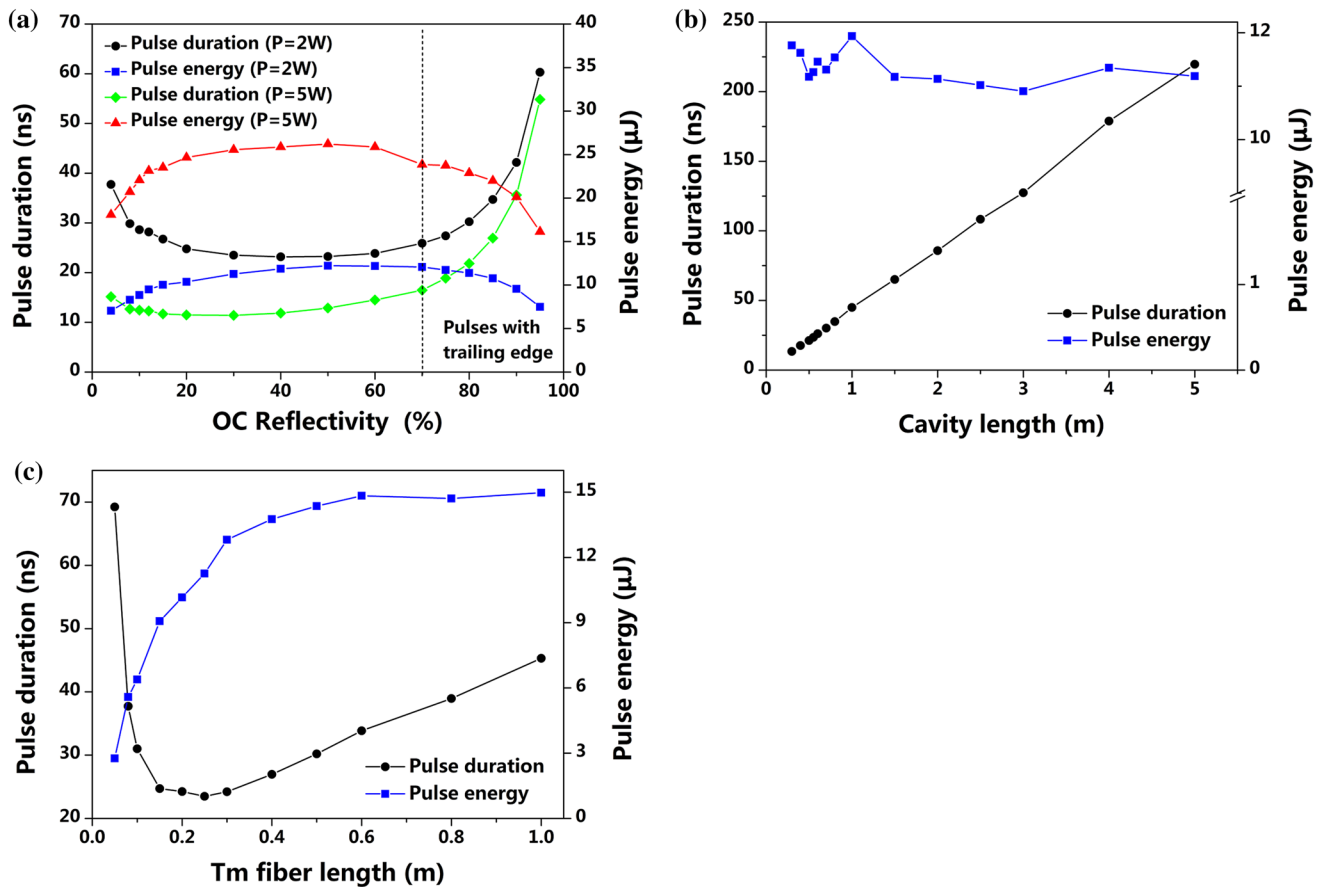 (a)
70
60
50
40
30
20
10
0
Pulse duration (ns)
Pulse duration (P=2W)
Pulse energy (P=2W)
Pulse duration (P=5W)
Pulse energy (P=5W)
Pulses with
trailing edge
40
35
30
25
20
15
10
5
0
Pulse energy (μJ)
0 20 40 60 80 100
OC Reflectivity (%)
(b)
250
200
150
100
50
0
Pulse duration (ns)
Pulse duration
Pulse energy
12
10
1
0
Pulse energy (μJ)
0 1 2 3 4 5
Cavity length (m)
(c)
70
60
50
40
30
20
Pulse duration (ns)
Pulse duration
Pulse energy
15
12
9
6
3
0
Pulse energy (μJ)
0.0 0.2 0.4 0.6 0.8 1.0
Tm fiber length (m)